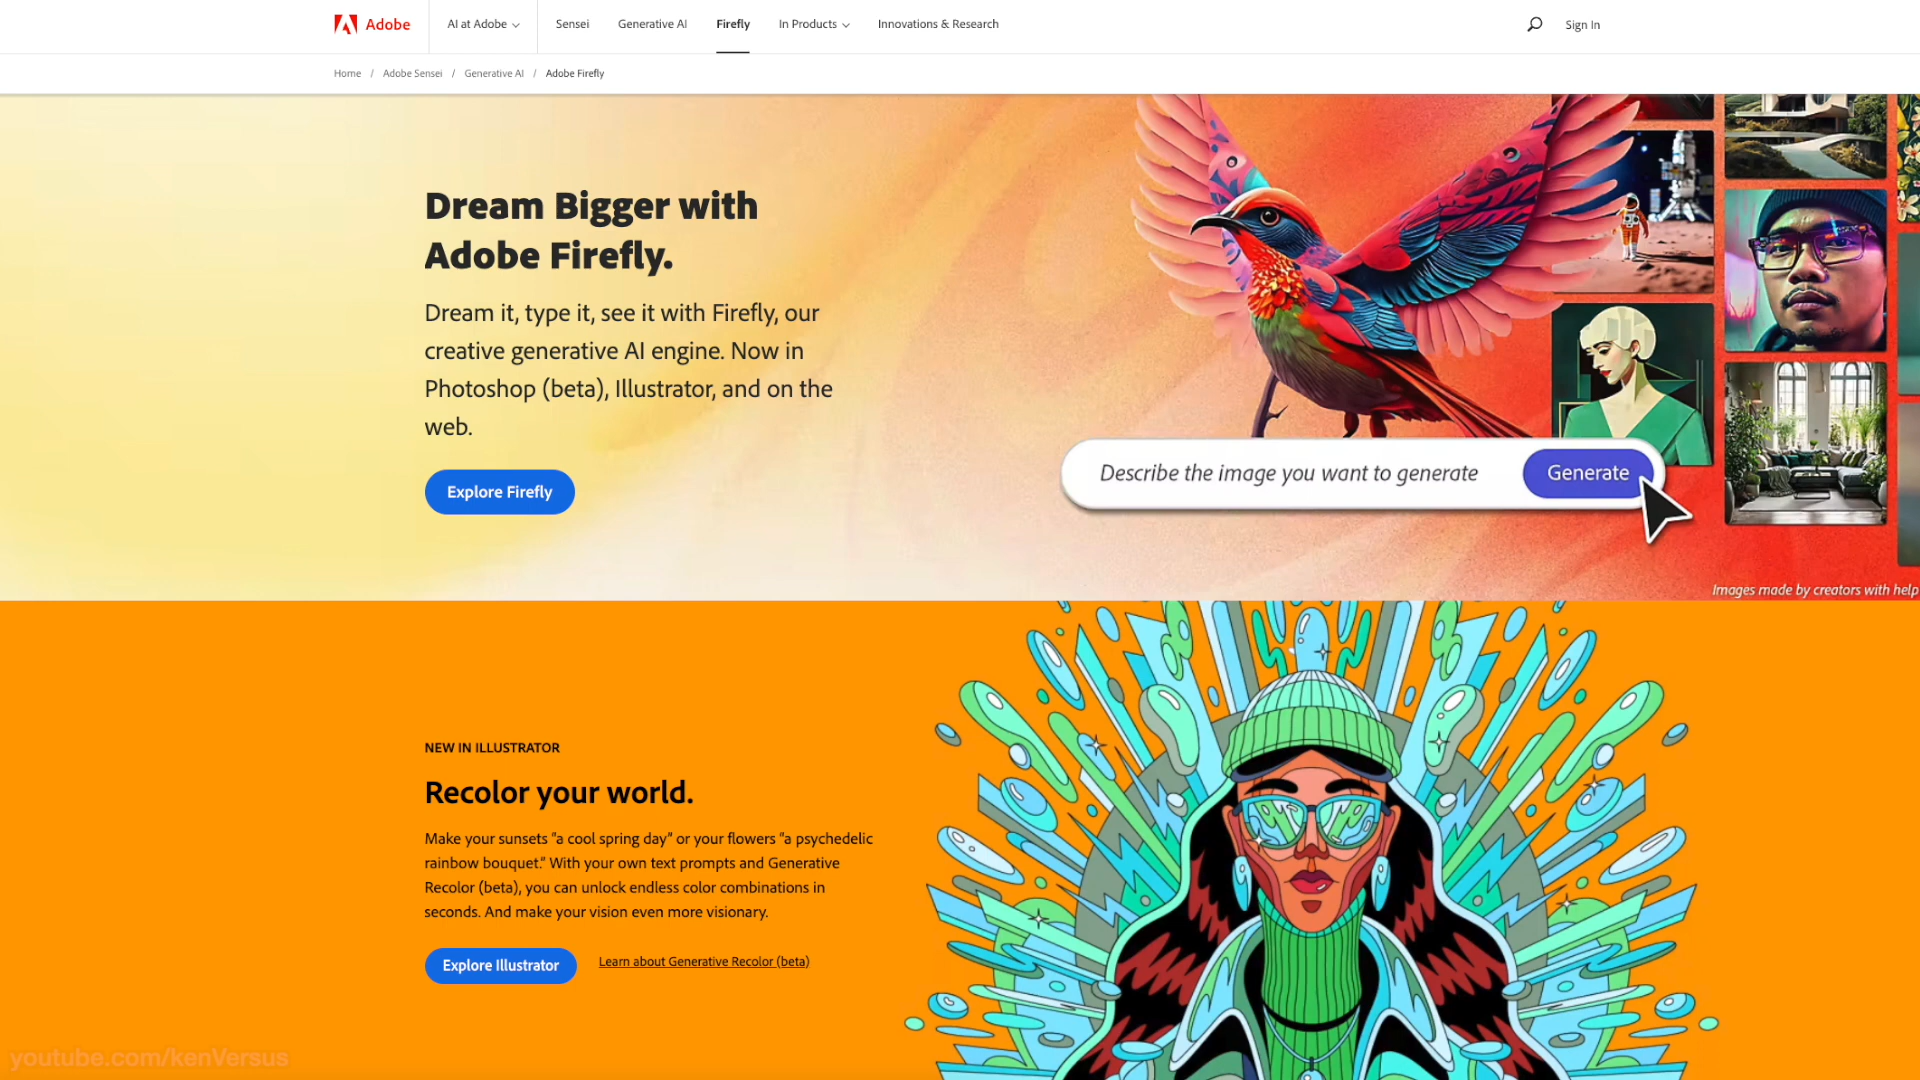 Adobe
AI at Adobe
Sensei
Generative AI
Firefly
In Products
Innovations & Research
Sign In
Home / Adobe Sensei / Generative AI / Adobe Firefly
Dream Bigger with
Adobe Firefly.
Dream it, type it, see it with Firefly, our
creative generative AI engine. Now in
Photoshop (beta), Illustrator, and on the
web.
Explore Firefly
Describe the image you want to generate
Generate
Images made by creators with help
NEW IN ILLUSTRATOR
Recolor your world.
Make your sunsets “a cool spring day” or your flowers “a psychedelic
rainbow bouquet.” With your own text prompts and Generative
Recolor (beta), you can unlock endless color combinations in
seconds. And make your vision even more visionary.
Explore Illustrator
Learn about Generative Recolor (beta)
youtube.com/kenVersus